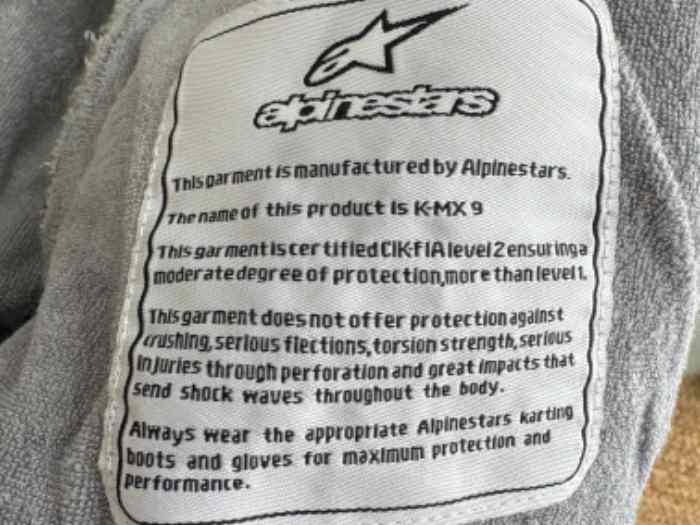 alpinestars
This garment is manufactured by Alpinestars.
The name of this product is K-MX 9
This garment is certified CIK-FIA level 2 ensuring a
moderate degree of protection, more than level 1.
This garment does not offer protection against
crushing, serious flections, torsion strength, serious
injuries through perforation and great impacts that
send shock waves throughout the body.
Always wear the appropriate Alpinestars karting
boots and gloves for maximum protection and
performance.